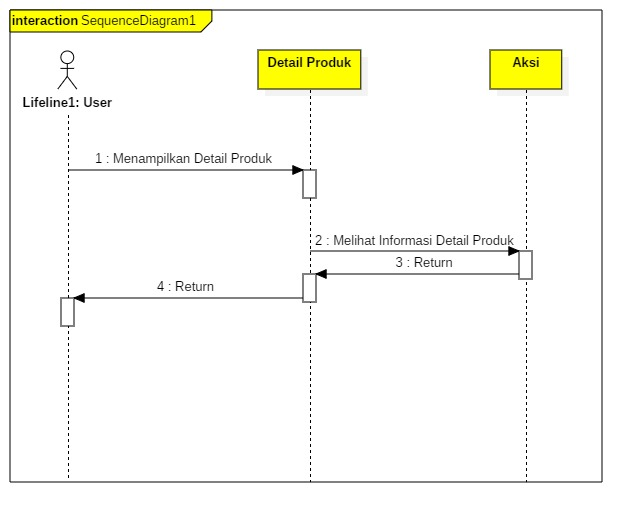 interaction SequenceDiagram1
Lifeline1: User
Detail Produk
Aksi
1 : Menampilkan Detail Produk
2 : Melihat Informasi Detail Produk
3 : Return
4 : Return